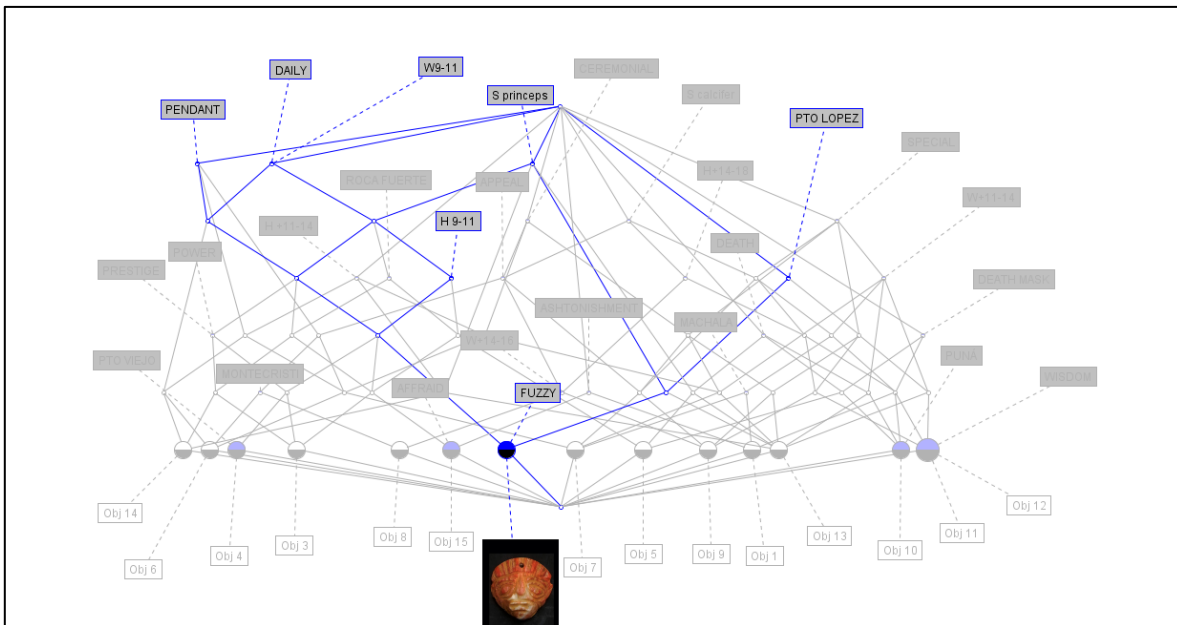 W9-11
CEREMONIAL
DAILY
S princeps
S calcifer
PENDANT
PTO LOPEZ
SPECIAL
H+14-18
ROCAFUERTE
APPEAL
W+11-14
H 9-11
H +11-14
DEATH
POWER
PRESTIGE
DEATH MASK
ASHTONISHMENT
MACHALA
W+14-16
PTO VIEJO
PUNÁ
MONTECRISTI
WISDOM
AFFRAID
FUZZY
Obj 14
Obj 6
Obj 4
Obj 3
Obj 8
Obj 15
Obj 7
Obj 5
Obj 9
Obj 1
Obj 13
Obj 10
Obj 11
Obj 12